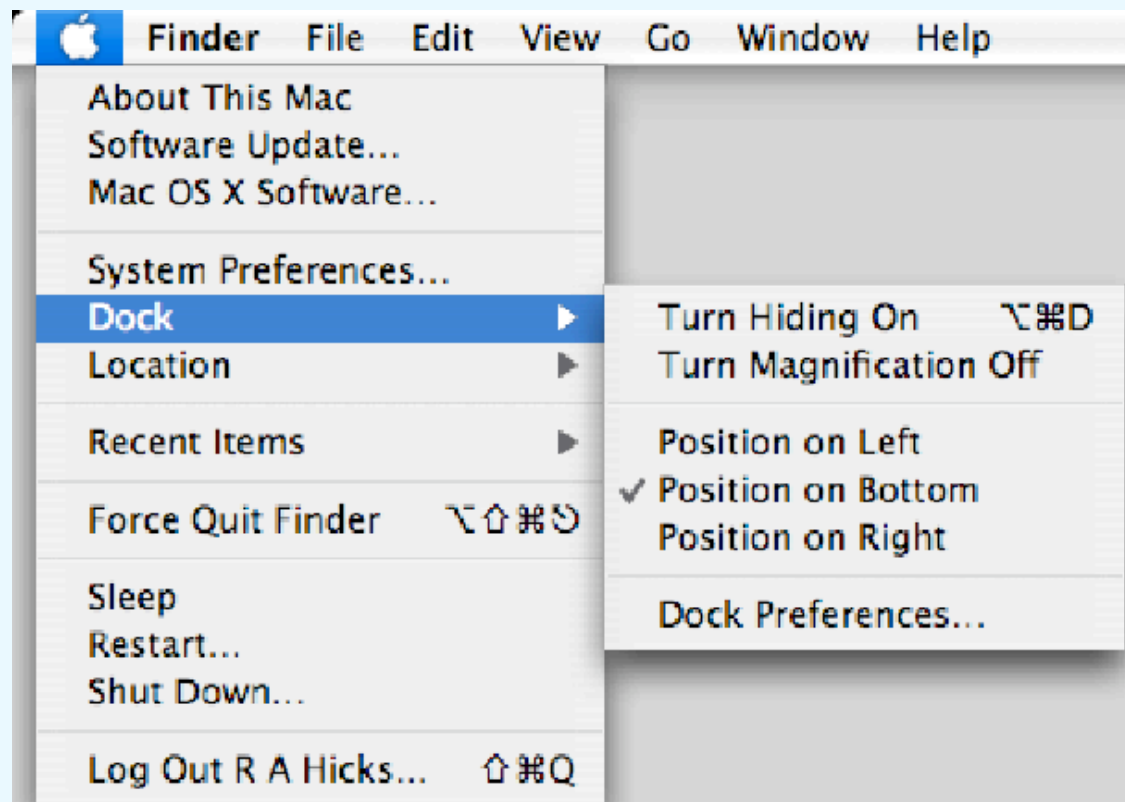 Finder File Edit View Go Window Help
About This Mac
Software Update...
Mac OS X Software...
System Preferences...
Dock
Location
Recent Items
Force Quit Finder ⌥⇧⌘⎋
Sleep
Restart...
Shut Down...
Log Out R A Hicks... ⇧⌘Q
Turn Hiding On ⌥⌘D
Turn Magnification Off
Position on Left
✓ Position on Bottom
Position on Right
Dock Preferences...